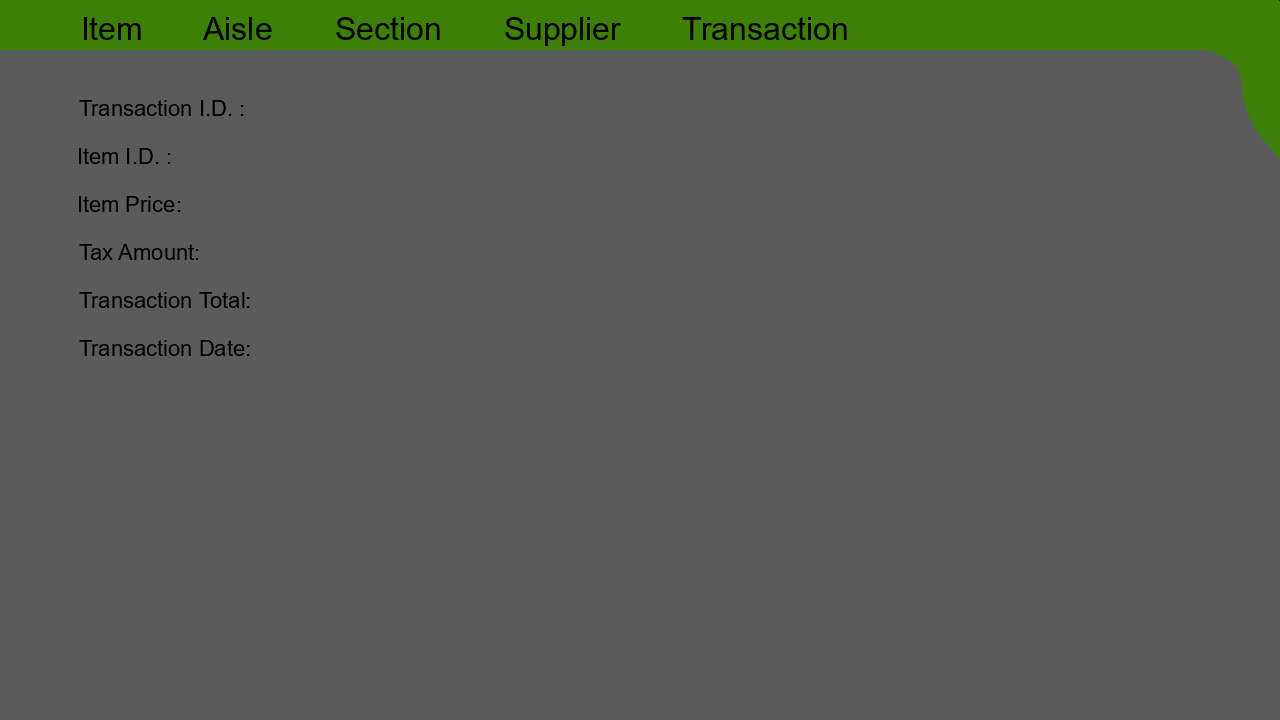 Item Aisle Section Supplier Transaction
Transaction I.D. :
Item I.D. :
Item Price:
Tax Amount:
Transaction Total:
Transaction Date: